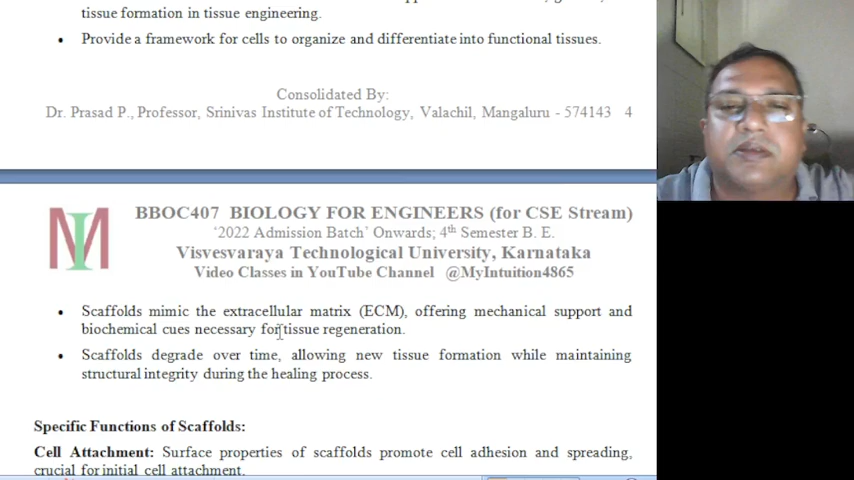 tissue formation in tissue engineering.
• Provide a framework for cells to organize and differentiate into functional tissues.
Consolidated By:
Dr. Prasad P., Professor, Srinivas Institute of Technology, Valachil, Mangaluru - 574143 4
MI
BBOC407 BIOLOGY FOR ENGINEERS (for CSE Stream)
'2022 Admission Batch' Onwards; 4th Semester B. E.
Visvesvaraya Technological University, Karnataka
Video Classes in YouTube Channel @MyIntuition4865
• Scaffolds mimic the extracellular matrix (ECM), offering mechanical support and
biochemical cues necessary for tissue regeneration.
• Scaffolds degrade over time, allowing new tissue formation while maintaining
structural integrity during the healing process.
Specific Functions of Scaffolds:
Cell Attachment: Surface properties of scaffolds promote cell adhesion and spreading,
crucial for initial cell attachment.